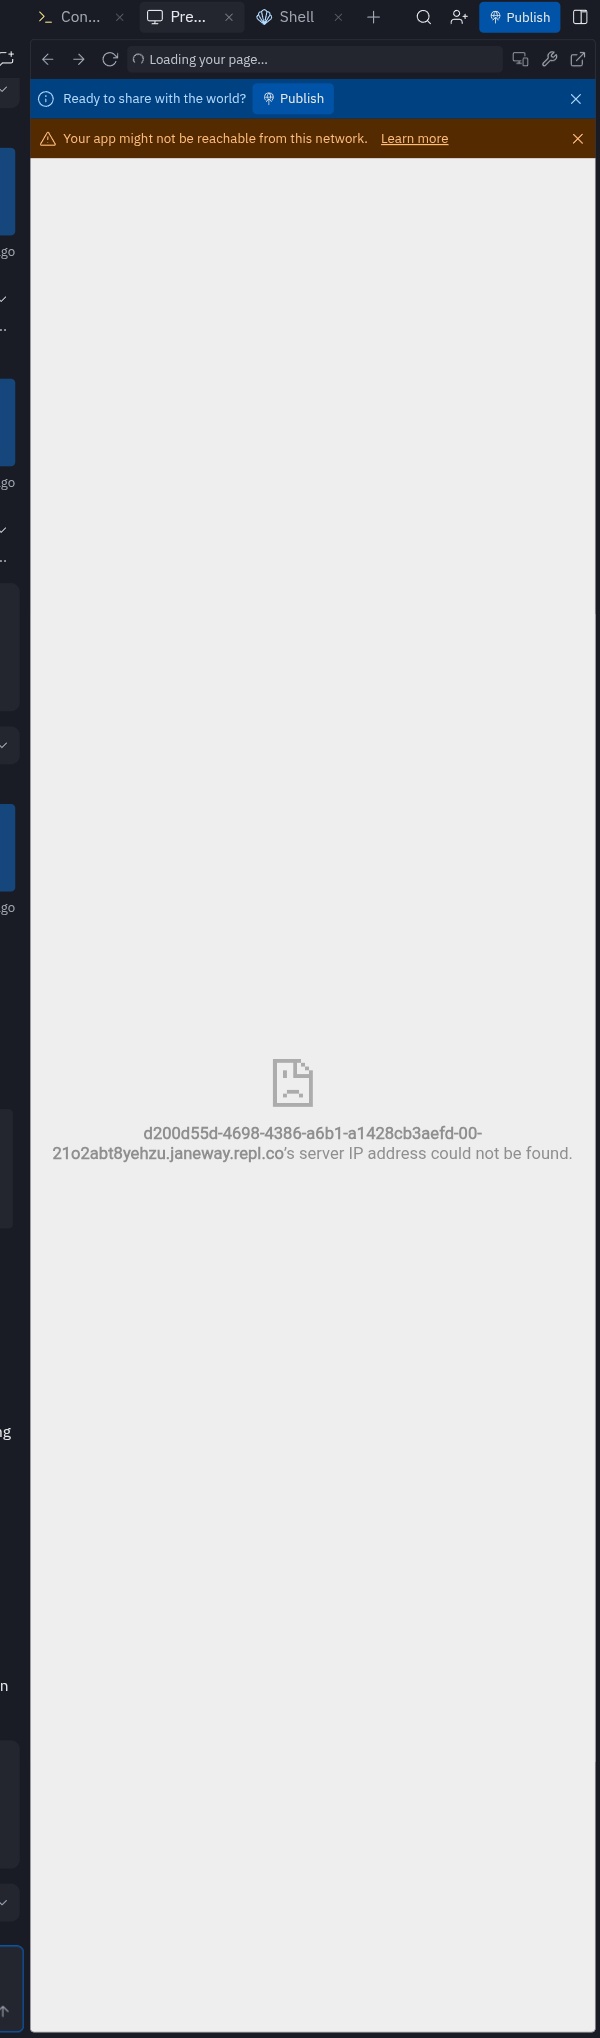 Con...
Pre...
Shell
Publish
Loading your page...
Ready to share with the world?
Publish
Your app might not be reachable from this network. Learn more
go
..
go
..
go
d200d55d-4698-4386-a6b1-a1428cb3aefd-00-
21o2abt8yehzu.janeway.repl.co's server IP address could not be found.
ng
n